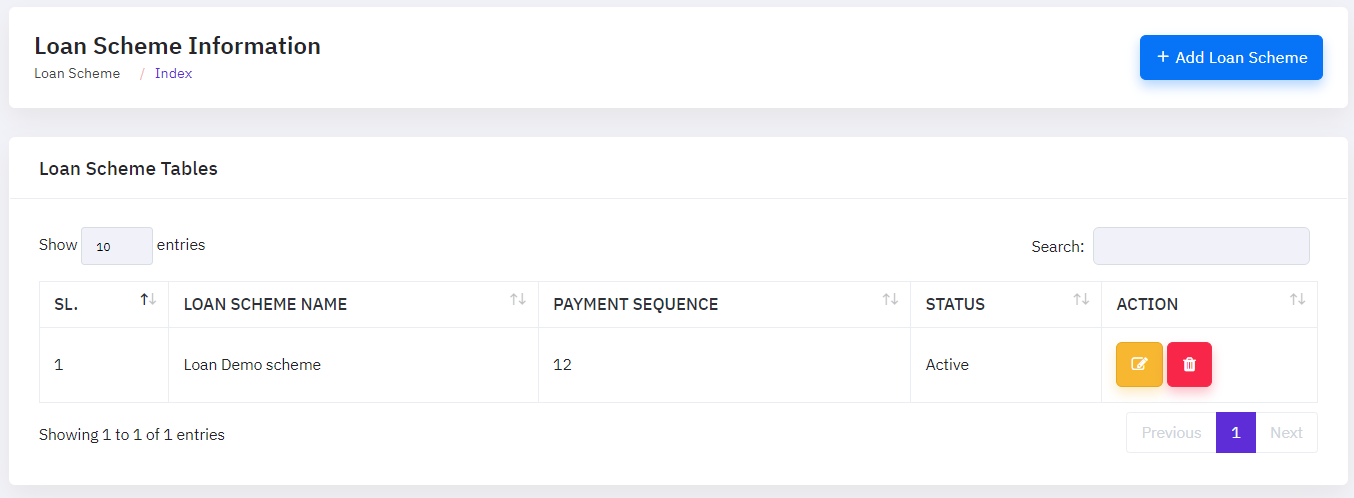 Loan Scheme Information
Loan Scheme / Index
+ Add Loan Scheme
Loan Scheme Tables
Show 10 entries
Search:
SL. LOAN SCHEME NAME PAYMENT SEQUENCE STATUS ACTION
1 Loan Demo scheme 12 Active
Showing 1 to 1 of 1 entries
Previous 1 Next